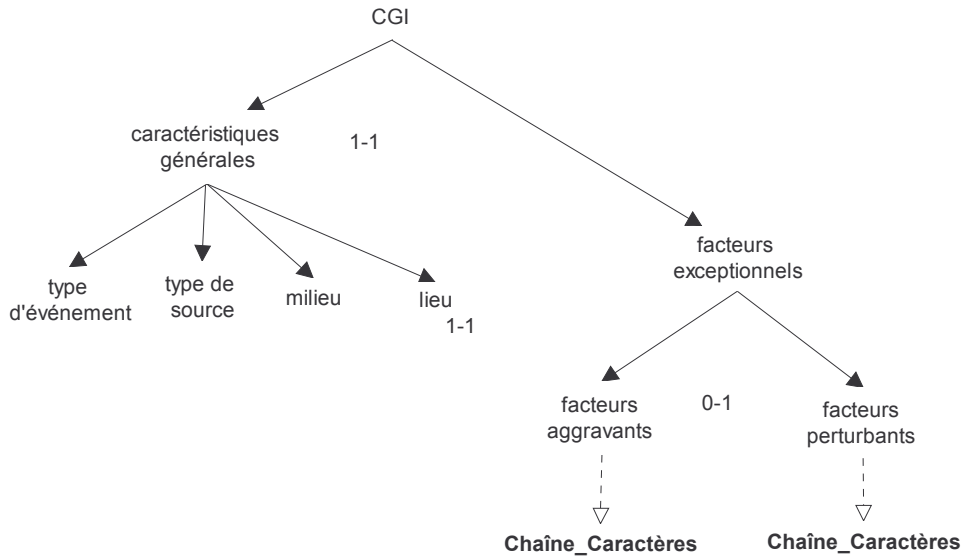 CGI
caractéristiques
générales
1-1
facteurs
exceptionnels
type
d'événement
type de
source
milieu
lieu
1-1
facteurs
aggravants
0-1
facteurs
perturbants
Chaîne_Caractères
Chaîne_Caractères